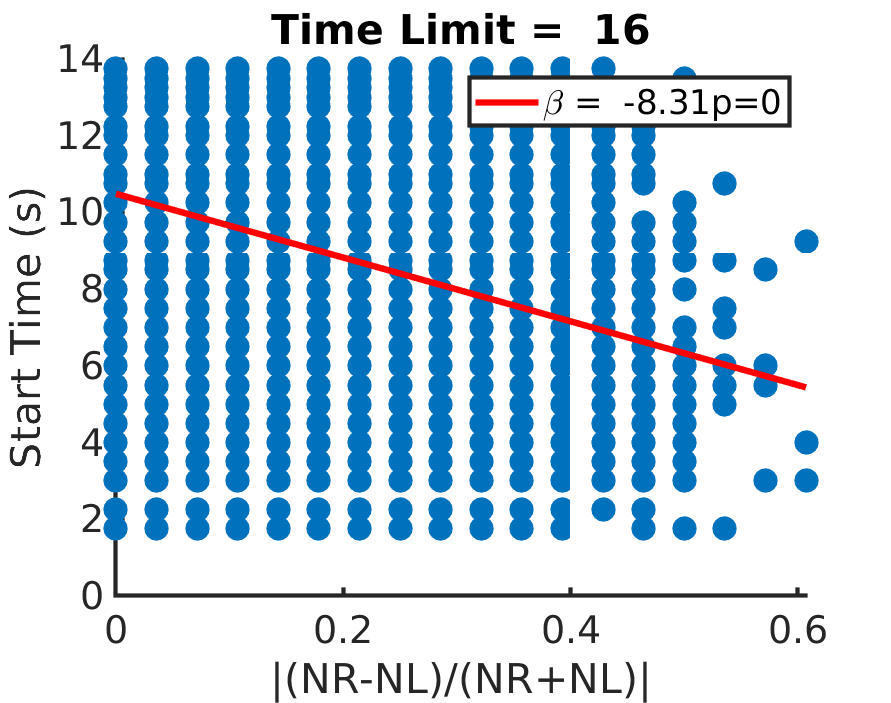 Time Limit =  16
14
12
10
8
6
4
2
0
Start Time (s)
β =  -8.31p=0
0 0.2 0.4 0.6
|(NR-NL)/(NR+NL)|